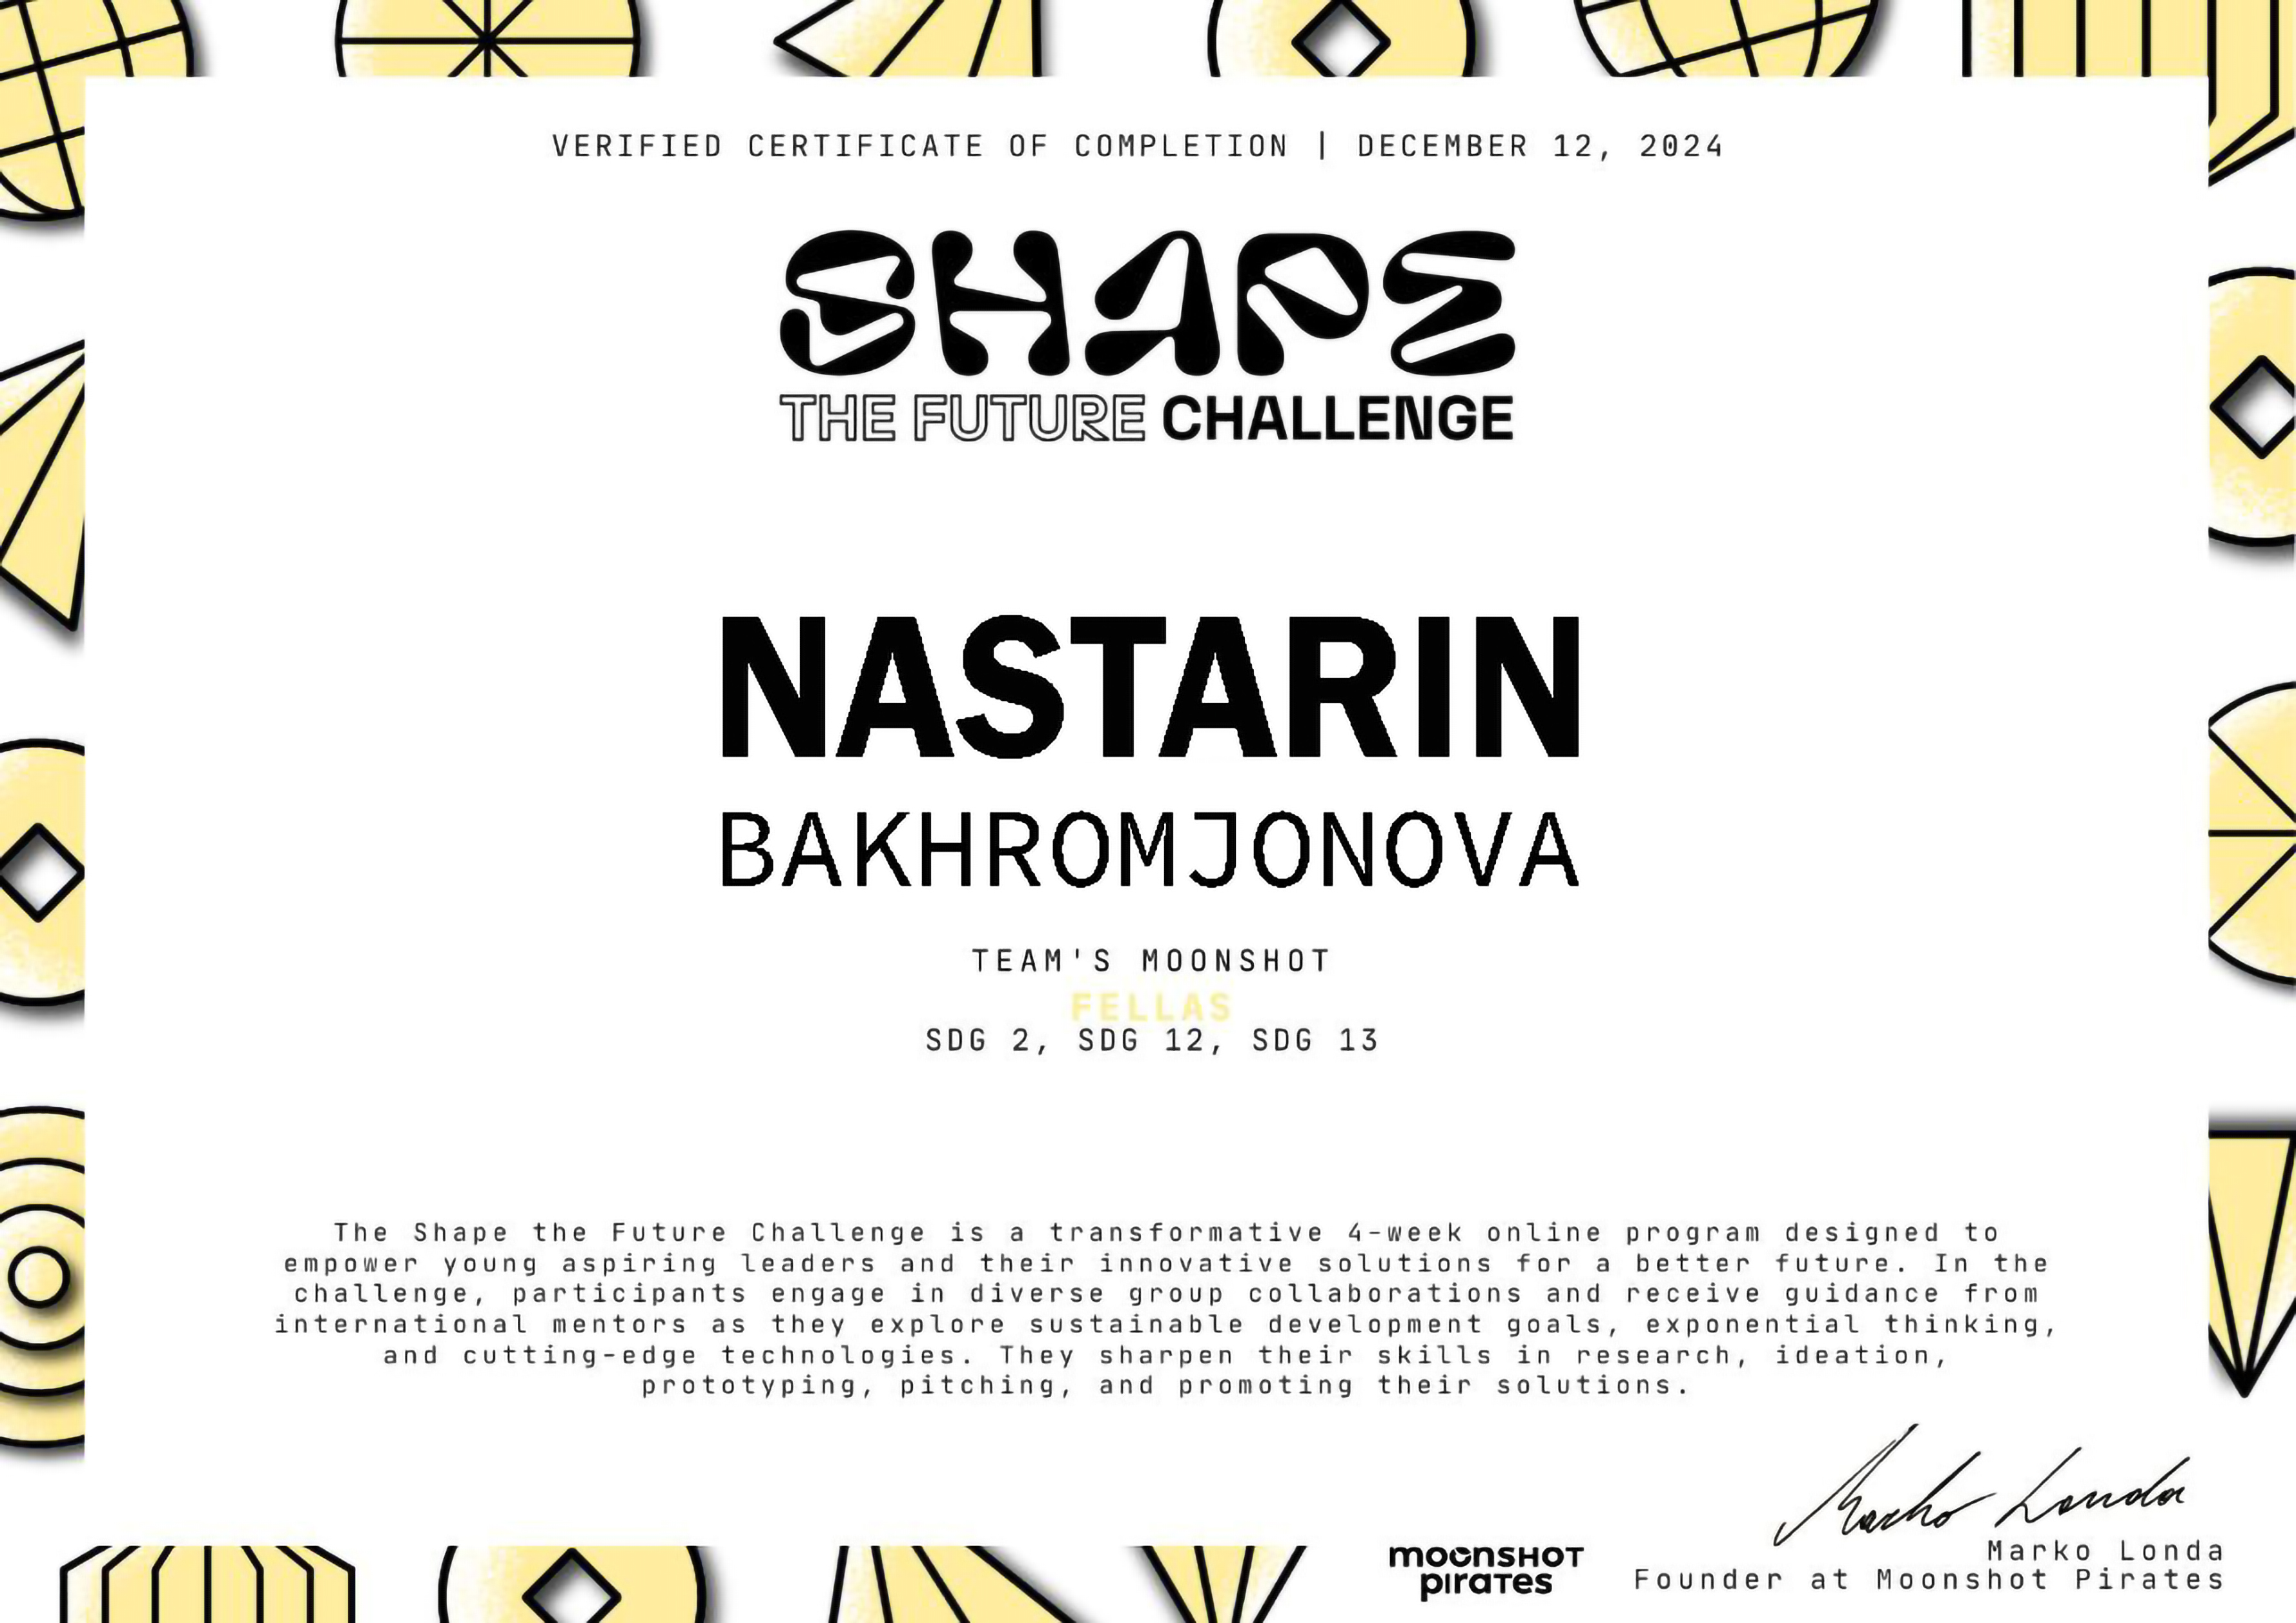 VERIFIED CERTIFICATE OF COMPLETION | DECEMBER 12, 2024
SHAPE
THE FUTURE CHALLENGE
NASTARIN
BAKHROMJONOVA
TEAM'S MOONSHOT
FELLAS
SDG 2, SDG 12, SDG 13
The Shape the Future Challenge is a transformative 4-week online program designed to
empower young aspiring leaders and their innovative solutions for a better future. In the
challenge, participants engage in diverse group collaborations and receive guidance from
international mentors as they explore sustainable development goals, exponential thinking,
and cutting-edge technologies. They sharpen their skills in research, ideation,
prototyping, pitching, and promoting their solutions.
Marko Londa
moonsHOT
piraTes
Marko Londa
Founder at Moonshot Pirates